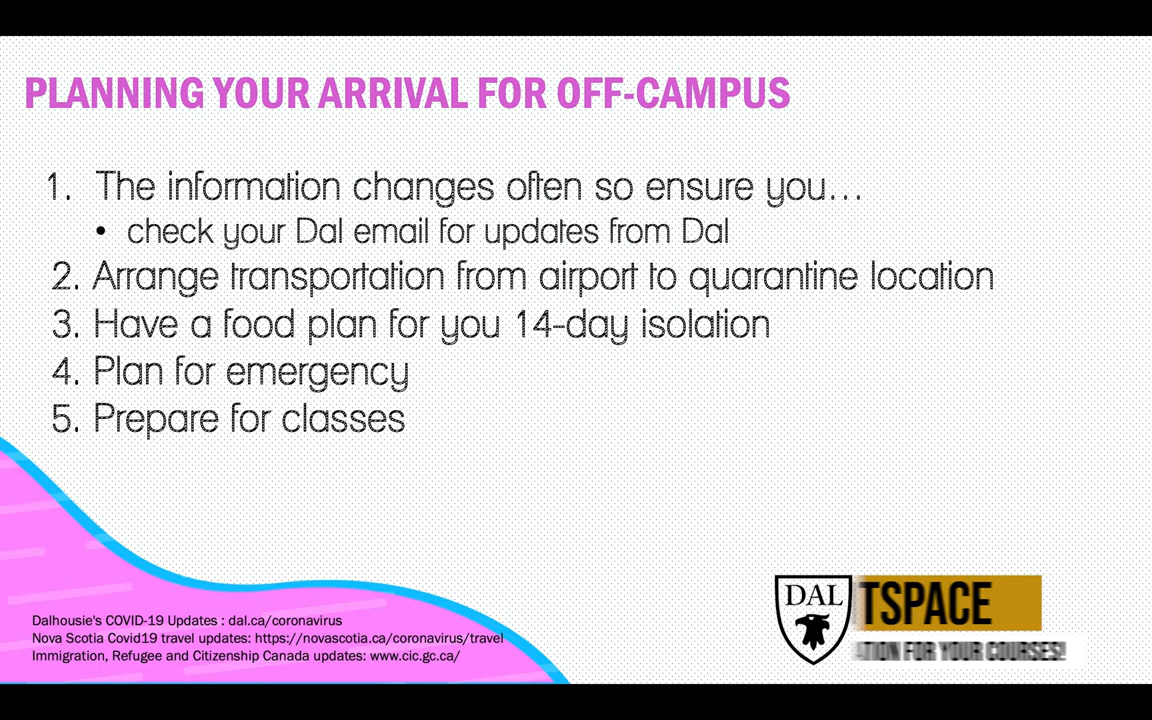 PLANNING YOUR ARRIVAL FOR OFF-CAMPUS
1. The information changes often so ensure you...
• check your Dal email for updates from Dal
2. Arrange transportation from airport to quarantine location
3. Have a food plan for you 14-day isolation
4. Plan for emergency
5. Prepare for classes
Dalhousie's COVID-19 Updates : dal.ca/coronavirus
Nova Scotia Covid19 travel updates: https://novascotia.ca/coronavirus/travel
Immigration, Refugee and Citizenship Canada updates: www.cic.gc.ca/
DAL
TSPACE
ATION FOR YOUR COURSES!